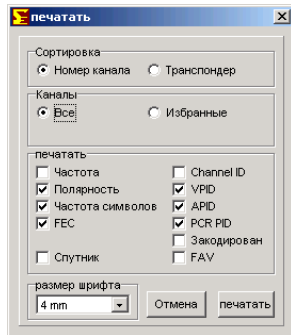 печатать
Сортировка
Номер канала Транспондер
Каналы
Все Избранные
печатать
Частота Channel ID
Полярность VPID
Частота символов APID
FEC PCR PID
Закодирован
Спутник FAV
размер шрифта
4 mm Отмена печатать